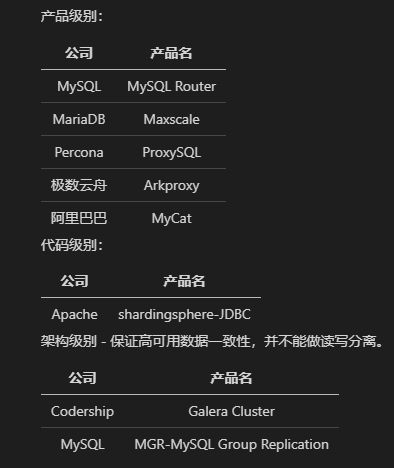 产品级别：
公司 产品名
MySQL MySQL Router
MariaDB Maxscale
Percona ProxySQL
极数云舟 Arkproxy
阿里巴巴 MyCat
代码级别：
公司 产品名
Apache shardingsphere-JDBC
架构级别 - 保证高可用数据一致性，并不能做读写分离。
公司 产品名
Codership Galera Cluster
MySQL MGR-MySQL Group Replication